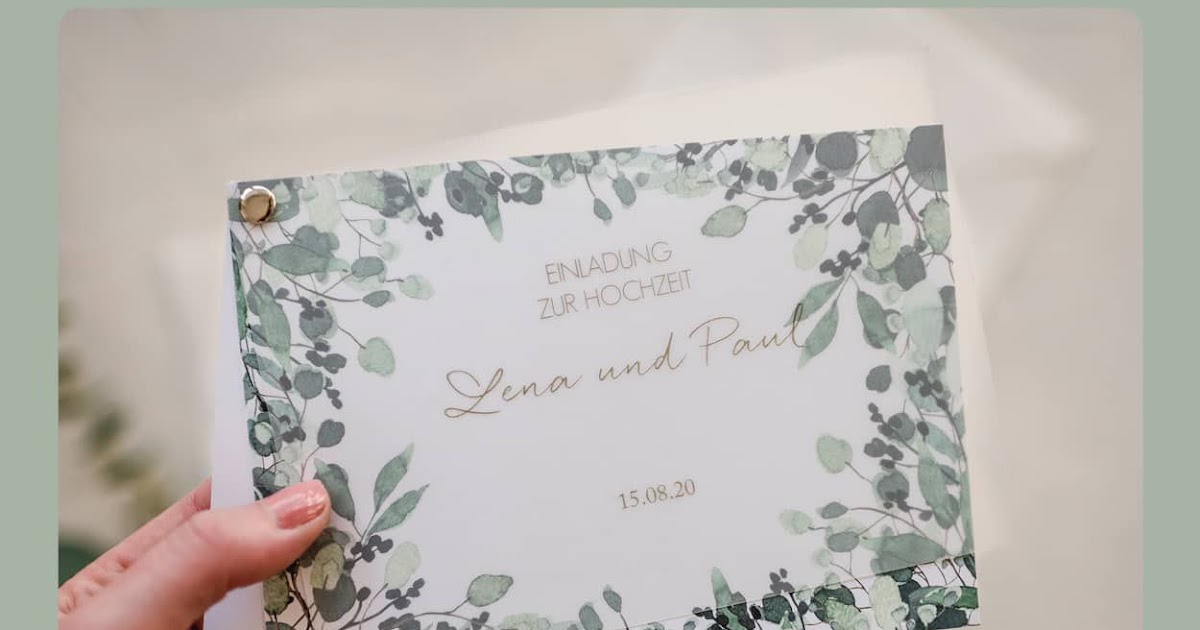 EINLADUNG
ZUR HOCHZEIT
Lena und Paul
15.08.20